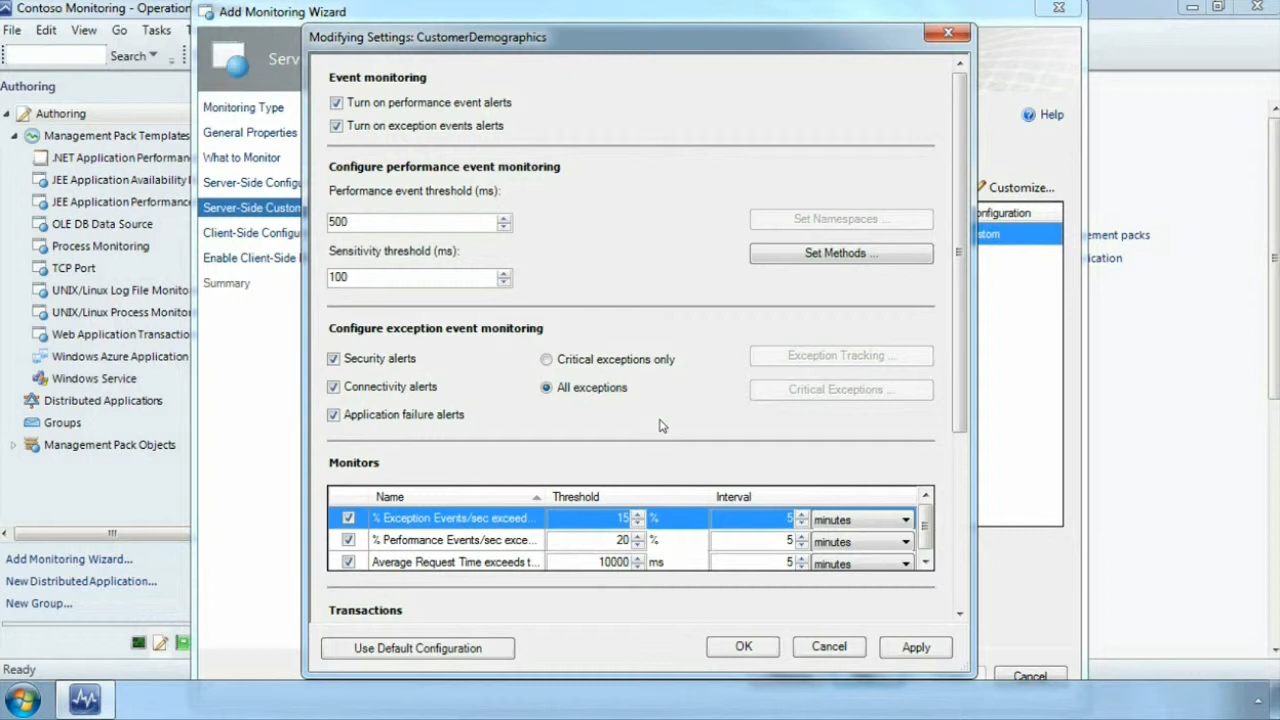 Contoso Monitoring - Operation
File Edit View Go Tasks
Search
Authoring
Authoring
Management Pack Templates
.NET Application Performan
JEE Application Availability
JEE Application Performance
OLE DB Data Source
Process Monitoring
TCP Port
UNIX/Linux Log File Monito
UNIX/Linux Process Monitor
Web Application Transactio
Windows Azure Application
Windows Service
Distributed Applications
Groups
Management Pack Objects
Add Monitoring Wizard...
New Distributed Application...
New Group...
Ready
Add Monitoring Wizard
Serv
Monitoring Type
General Properties
What to Monitor
Server-Side Configu
Server-Side Custom
Client-Side Configu
Enable Client-Side
Summary
Modifying Settings: CustomerDemographics
Event monitoring
Turn on performance event alerts
Turn on exception events alerts
Configure performance event monitoring
Performance event threshold (ms):
500
Set Namespaces ...
Sensitivity threshold (ms):
Set Methods ...
100
Configure exception event monitoring
Security alerts
Critical exceptions only
Exception Tracking ...
Connectivity alerts
All exceptions
Critical Exceptions ...
Application failure alerts
Monitors
Name Threshold Interval
% Exception Events/sec exceed... 15 % 5 minutes
% Perfomance Events/sec exce... 20 % 5 minutes
Average Request Time exceeds t... 10000 ms 5 minutes
Transactions
Use Default Configuration OK Cancel Apply
Help
Customize...
onfiguration
stom
ement packs
ication
Cancel